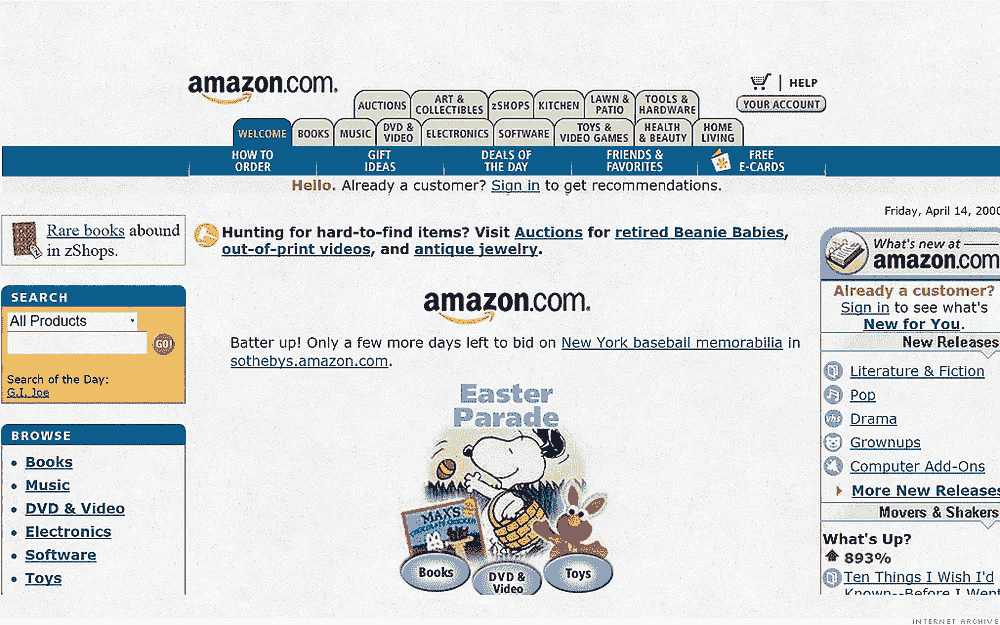 amazon.com.
HELP
YOUR ACCOUNT
AUCTIONS
ART &
COLLECTIBLES
zSHOPS
KITCHEN
LAWN &
PATIO
TOOLS &
HARDWARE
WELCOME
BOOKS
MUSIC
DVD &
VIDEO
ELECTRONICS
SOFTWARE
TOYS &
VIDEO GAMES
HEALTH
& BEAUTY
HOME
LIVING
HOW TO
ORDER
GIFT
IDEAS
DEALS OF
THE DAY
FRIENDS &
FAVORITES
FREE
E-CARDS
Hello. Already a customer? Sign in to get recommendations.
Friday, April 14, 2000
Rare books abound
in zShops.
SEARCH
All Products
GO!
Search of the Day:
G.I. Joe
BROWSE
Books
Music
DVD & Video
Electronics
Software
Toys
Hunting for hard-to-find items? Visit Auctions for retired Beanie Babies,
out-of-print videos, and antique jewelry.
amazon.com.
Batter up! Only a few more days left to bid on New York baseball memorabilia in
sothebys.amazon.com.
Easter
Parade
MAX'S
CHOCOLATE CHICKEN
Books
DVD &
Video
Toys
What's new at
amazon.com
Already a customer?
Sign in to see what's
New for You.
New Releases
Literature & Fiction
Pop
vhs
Drama
Grownups
Computer Add-Ons
More New Releases
Movers & Shakers
What's Up?
893%
Ten Things I Wish I'd
Known--Before I Went
INTERNET ARCHIVE